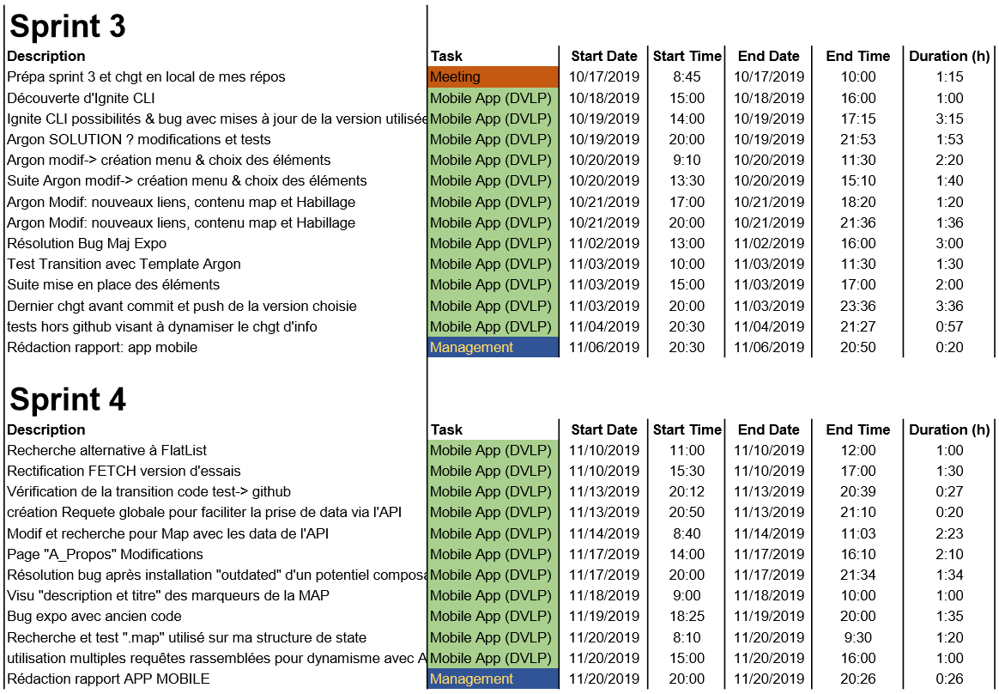 Sprint 3
Description Task Start Date Start Time End Date End Time Duration (h)
Prépa sprint 3 et chgt en local de mes répos Meeting 10/17/2019 8:45 10/17/2019 10:00 1:15
Découverte d'Ignite CLI Mobile App (DVLP) 10/18/2019 15:00 10/18/2019 16:00 1:00
Ignite CLI possibilités & bug avec mises à jour de la version utilisée Mobile App (DVLP) 10/19/2019 14:00 10/19/2019 17:15 3:15
Argon SOLUTION ? modifications et tests Mobile App (DVLP) 10/19/2019 20:00 10/19/2019 21:53 1:53
Argon modif-> création menu & choix des éléments Mobile App (DVLP) 10/20/2019 9:10 10/20/2019 11:30 2:20
Suite Argon modif-> création menu & choix des éléments Mobile App (DVLP) 10/20/2019 13:30 10/20/2019 15:10 1:40
Argon Modif: nouveaux liens, contenu map et Habillage Mobile App (DVLP) 10/21/2019 17:00 10/21/2019 18:20 1:20
Argon Modif: nouveaux liens, contenu map et Habillage Mobile App (DVLP) 10/21/2019 20:00 10/21/2019 21:36 1:36
Résolution Bug Maj Expo Mobile App (DVLP) 11/02/2019 13:00 11/02/2019 16:00 3:00
Test Transition avec Template Argon Mobile App (DVLP) 11/03/2019 10:00 11/03/2019 11:30 1:30
Suite mise en place des éléments Mobile App (DVLP) 11/03/2019 15:00 11/03/2019 17:00 2:00
Dernier chgt avant commit et push de la version choisie Mobile App (DVLP) 11/03/2019 20:00 11/03/2019 23:36 3:36
tests hors github visant à dynamiser le chgt d'info Mobile App (DVLP) 11/04/2019 20:30 11/04/2019 21:27 0:57
Rédaction rapport: app mobile Management 11/06/2019 20:30 11/06/2019 20:50 0:20
Sprint 4
Description Task Start Date Start Time End Date End Time Duration (h)
Recherche alternative à FlatList Mobile App (DVLP) 11/10/2019 11:00 11/10/2019 12:00 1:00
Rectification FETCH version d'essais Mobile App (DVLP) 11/10/2019 15:30 11/10/2019 17:00 1:30
Vérification de la transition code test-> github Mobile App (DVLP) 11/13/2019 20:12 11/13/2019 20:39 0:27
création Requete globale pour faciliter la prise de data via l'API Mobile App (DVLP) 11/13/2019 20:50 11/13/2019 21:10 0:20
Modif et recherche pour Map avec les data de l'API Mobile App (DVLP) 11/14/2019 8:40 11/14/2019 11:03 2:23
Page "A_Propos" Modifications Mobile App (DVLP) 11/17/2019 14:00 11/17/2019 16:10 2:10
Résolution bug après installation "outdated" d'un potentiel composa Mobile App (DVLP) 11/17/2019 20:00 11/17/2019 21:34 1:34
Visu "description et titre" des marqueurs de la MAP Mobile App (DVLP) 11/18/2019 9:00 11/18/2019 10:00 1:00
Bug expo avec ancien code Mobile App (DVLP) 11/19/2019 18:25 11/19/2019 20:00 1:35
Recherche et test ".map" utilisé sur ma structure de state Mobile App (DVLP) 11/20/2019 8:10 11/20/2019 9:30 1:20
utilisation multiples requêtes rassemblées pour dynamisme avec A Mobile App (DVLP) 11/20/2019 15:00 11/20/2019 16:00 1:00
Rédaction rapport APP MOBILE Management 11/20/2019 20:00 11/20/2019 20:26 0:26